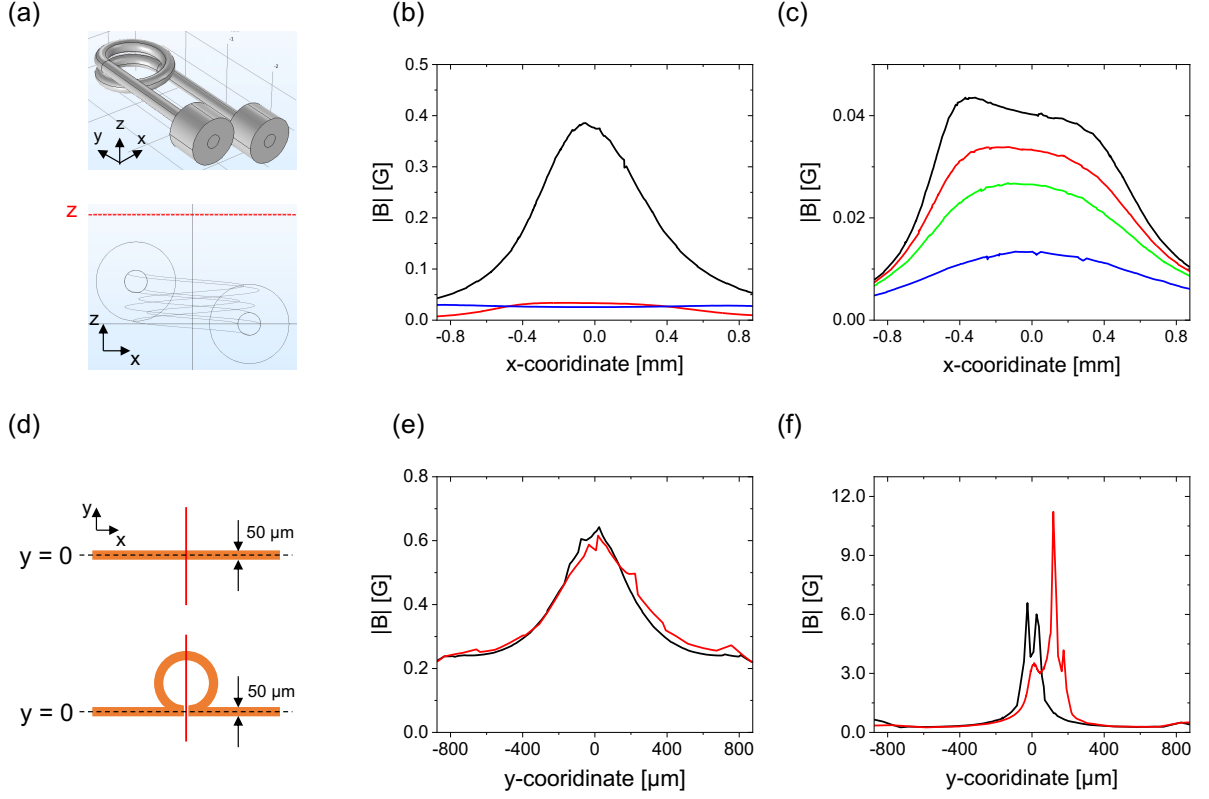 (a)
(b)
(c)
-1
-2
z
y
x
z
z
x
0.5
0.4
0.3
0.2
0.1
0.0
|B| [G]
-0.8
-0.4
0.0
0.4
0.8
x-cooridinate [mm]
0.04
0.02
0.00
|B| [G]
-0.8
-0.4
0.0
0.4
0.8
x-cooridinate [mm]
(d)
(e)
(f)
y
x
50 µm
y = 0
50 µm
y = 0
0.8
0.6
0.4
0.2
0.0
|B| [G]
-800
-400
0
400
800
y-cooridinate [µm]
12.0
9.0
6.0
3.0
0.0
|B| [G]
-800
-400
0
400
800
y-cooridinate [µm]